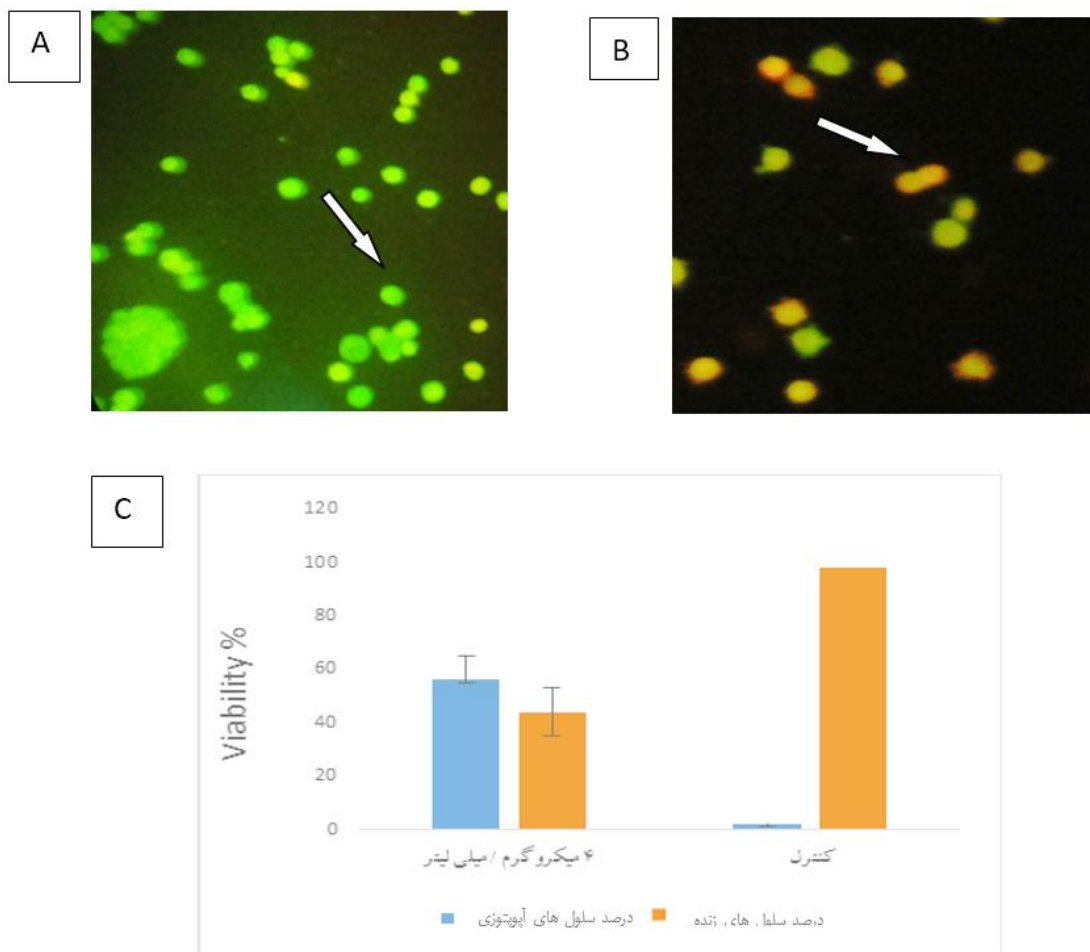 A
B
C
120
100
80
60
40
20
0
Viability%
۴ میکروگرم / میلی لیتر
کنترل
درصد سلول های آپوپتوزی
درصد سلول های زنده